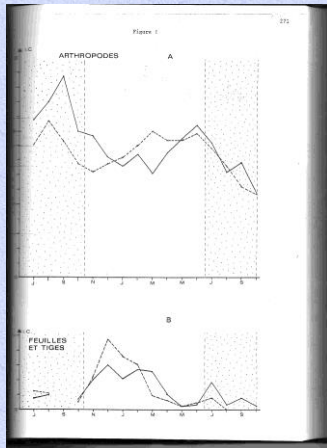 271
Figure 1
ARTHROPODES
A
J S N J M M J S
B
FEUILLES
ET TIGES
J S N J M M J S